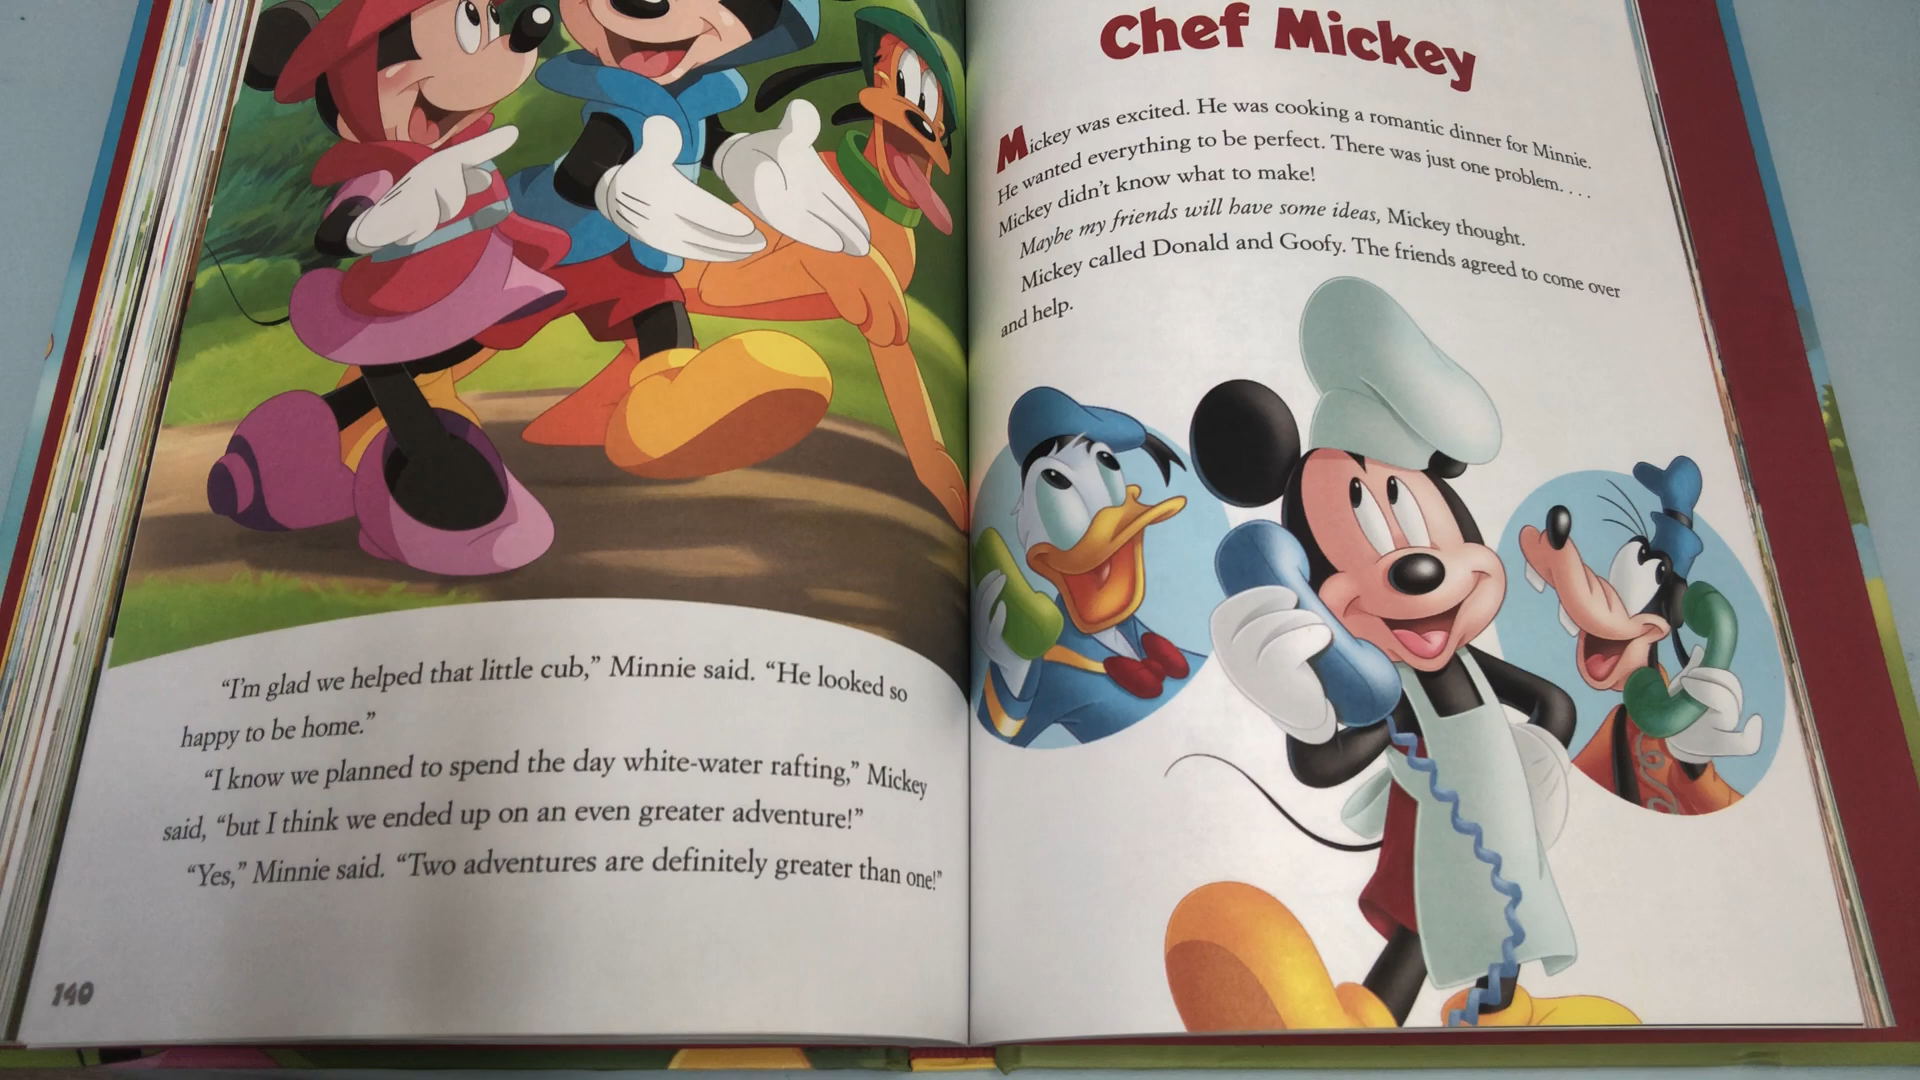 “I’m glad we helped that little cub,” Minnie said. “He looked so
happy to be home.”
“I know we planned to spend the day white-water rafting,” Mickey
said, “but I think we ended up on an even greater adventure!”
“Yes,” Minnie said. “Two adventures are definitely greater than one!”
140
Chef Mickey
Mickey was excited. He was cooking a romantic dinner for Minnie.
He wanted everything to be perfect. There was just one problem. . . .
Mickey didn’t know what to make!
Maybe my friends will have some ideas, Mickey thought.
Mickey called Donald and Goofy. The friends agreed to come over
and help.